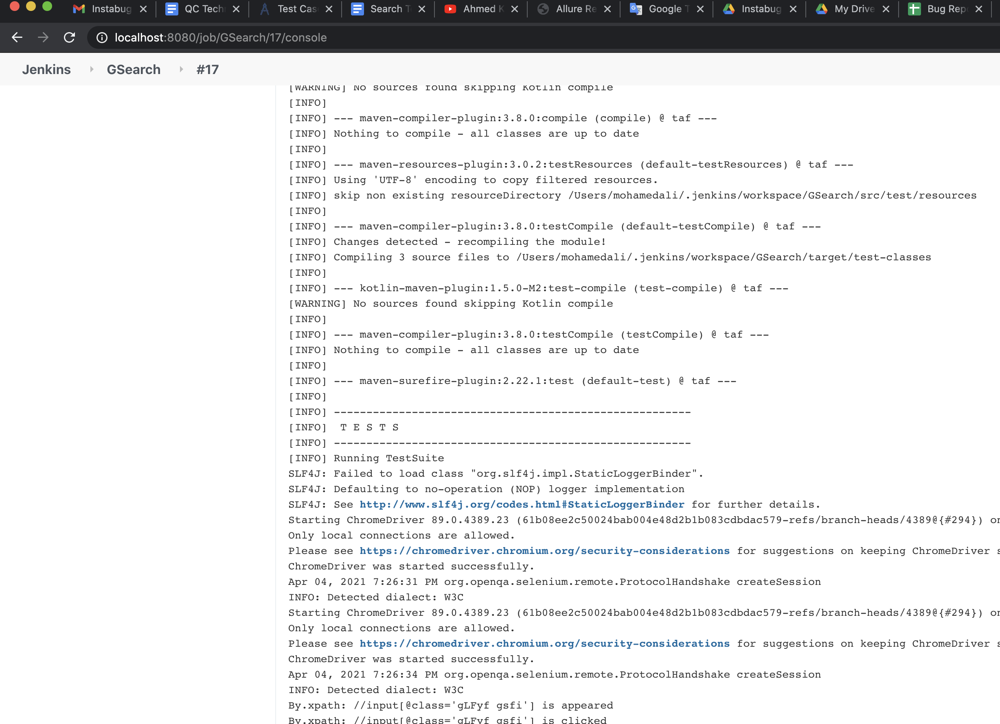 Instabug
QC Tech
Test Cas
Search T
Ahmed K
Allure Re
Google T
Instabug
My Drive
Bug Rep
localhost:8080/job/GSearch/17/console
Jenkins GSearch #17
[WARNING] No sources found skipping Kotlin compile
[INFO]
[INFO] --- maven-compiler-plugin:3.8.0:compile (compile) @ taf ---
[INFO] Nothing to compile - all classes are up to date
[INFO]
[INFO] --- maven-resources-plugin:3.0.2:testResources (default-testResources) @ taf ---
[INFO] Using 'UTF-8' encoding to copy filtered resources.
[INFO] skip non existing resourceDirectory /Users/mohamedali/.jenkins/workspace/GSearch/src/test/resources
[INFO]
[INFO] --- maven-compiler-plugin:3.8.0:testCompile (default-testCompile) @ taf ---
[INFO] Changes detected - recompiling the module!
[INFO] Compiling 3 source files to /Users/mohamedali/.jenkins/workspace/GSearch/target/test-classes
[INFO]
[INFO] --- kotlin-maven-plugin:1.5.0-M2:test-compile (test-compile) @ taf ---
[WARNING] No sources found skipping Kotlin compile
[INFO]
[INFO] --- maven-compiler-plugin:3.8.0:testCompile (testCompile) @ taf ---
[INFO] Nothing to compile - all classes are up to date
[INFO]
[INFO] --- maven-surefire-plugin:2.22.1:test (default-test) @ taf ---
[INFO]
[INFO] -------------------------------------------------------
[INFO]  T E S T S
[INFO] -------------------------------------------------------
[INFO] Running TestSuite
SLF4J: Failed to load class "org.slf4j.impl.StaticLoggerBinder".
SLF4J: Defaulting to no-operation (NOP) logger implementation
SLF4J: See http://www.slf4j.org/codes.html#StaticLoggerBinder for further details.
Starting ChromeDriver 89.0.4389.23 (61b08ee2c50024bab004e48d2b1b083cdbdac579-refs/branch-heads/4389@{#294}) on
Only local connections are allowed.
Please see https://chromedriver.chromium.org/security-considerations for suggestions on keeping ChromeDriver s
ChromeDriver was started successfully.
Apr 04, 2021 7:26:31 PM org.openqa.selenium.remote.ProtocolHandshake createSession
INFO: Detected dialect: W3C
Starting ChromeDriver 89.0.4389.23 (61b08ee2c50024bab004e48d2b1b083cdbdac579-refs/branch-heads/4389@{#294}) on
Only local connections are allowed.
Please see https://chromedriver.chromium.org/security-considerations for suggestions on keeping ChromeDriver s
ChromeDriver was started successfully.
Apr 04, 2021 7:26:34 PM org.openqa.selenium.remote.ProtocolHandshake createSession
INFO: Detected dialect: W3C
By.xpath: //input[@class='gLFyf gsfi'] is appeared
By.xpath: //input[@class='gLFyf gsfi'] is clicked